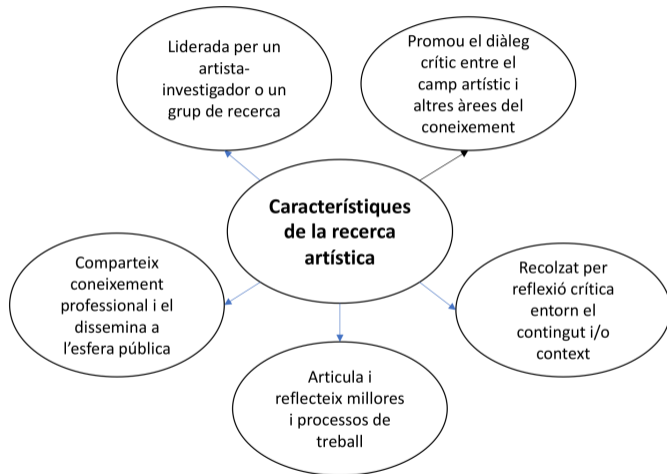 Liderada per un
artista-
investigador o un
grup de recerca
Promou el diàleg
crític entre el
camp artístic i
altres àrees del
coneixement
Característiques
de la recerca
artística
Comparteix
coneixement
professional i el
dissemina a
l'esfera pública
Recolzat per
reflexió crítica
entorn el
contingut i/o
context
Articula i
reflecteix millores
i processos de
treball